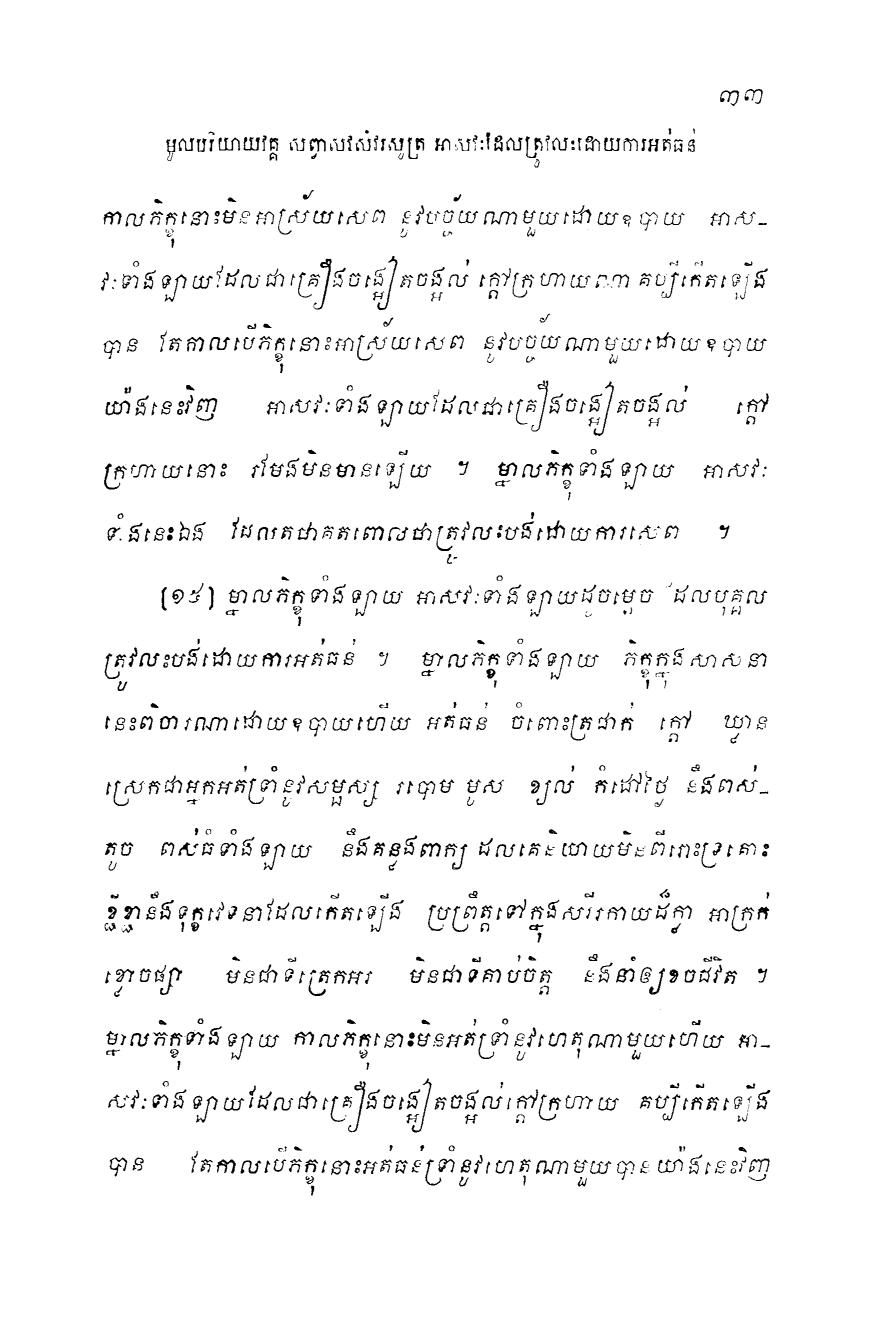 ៣៣
មូលបរិយាយវគ្គ សព្វាសវសំវរសូត្រ អាសវៈដែលត្រូវលះដោយការអត់ធន់
កាលភិក្ខុនោះមិនអាស្រ័យសេព នូវបច្ច័យណាមួយដោយឧបាយ អាស-
វៈទាំងឡាយដែលជាគ្រឿងចង្អៀតចង្អល់ ក្តៅក្រហាយណា គប្បីកើតឡើង
បាន តែកាលបើភិក្ខុនោះអាស្រ័យសេព នូវបច្ច័យណាមួយដោយឧបាយ
យ៉ាងនេះវិញ អាសវៈទាំងឡាយដែលជាគ្រឿងចង្អៀតចង្អល់ ក្តៅ
ក្រហាយនោះ រមែងមិនមានឡើយ ។ ម្នាលភិក្ខុទាំងឡាយ អាសវៈ
ទាំងនេះឯង ដែលតថាគតពោលថាត្រូវលះបង់ដោយការសេព ។
[១៥] ម្នាលភិក្ខុទាំងឡាយ អាសវៈទាំងឡាយដូចម្តេច ដែលបុគ្គល
ត្រូវលះបង់ដោយការអត់ធន់ ។ ម្នាលភិក្ខុទាំងឡាយ ភិក្ខុក្នុងសាសនា
នេះពិចារណាដោយឧបាយហើយ អត់ធន់ ចំពោះត្រជាក់ ក្តៅ ឃ្លាន
ស្រេកជាអ្នកអត់ទ្រាំនូវសម្ផស្ស របោម មូស ខ្យល់ កំដៅថ្ងៃ នឹងពស់-
តូច ពស់ធំទាំងឡាយ នឹងគន្លងពាក្យ ដែលគេនិយាយមិនពីរោះទ្រគោះ
ខ្ជីខ្ជានឹងទុក្ខវេទនាដែលកើតឡើង ប្រព្រឹត្តទៅក្នុងសរីរកាយដ៏ក្លា អាក្រក់
ខ្លោចផ្សា មិនជាទីត្រេកអរ មិនជាទីគាប់ចិត្ត នឹងនាំឲ្យខូចជីវិត ។
ម្នាលភិក្ខុទាំងឡាយ កាលភិក្ខុនោះមិនអត់ទ្រាំនូវហេតុណាមួយហើយ អា-
សវៈទាំងឡាយដែលជាគ្រឿងចង្អៀតចង្អល់ក្តៅក្រហាយ គប្បីកើតឡើង
បាន តែកាលបើភិក្ខុនោះអត់ធន់ទ្រាំនូវហេតុណាមួយបានយ៉ាងនេះវិញ